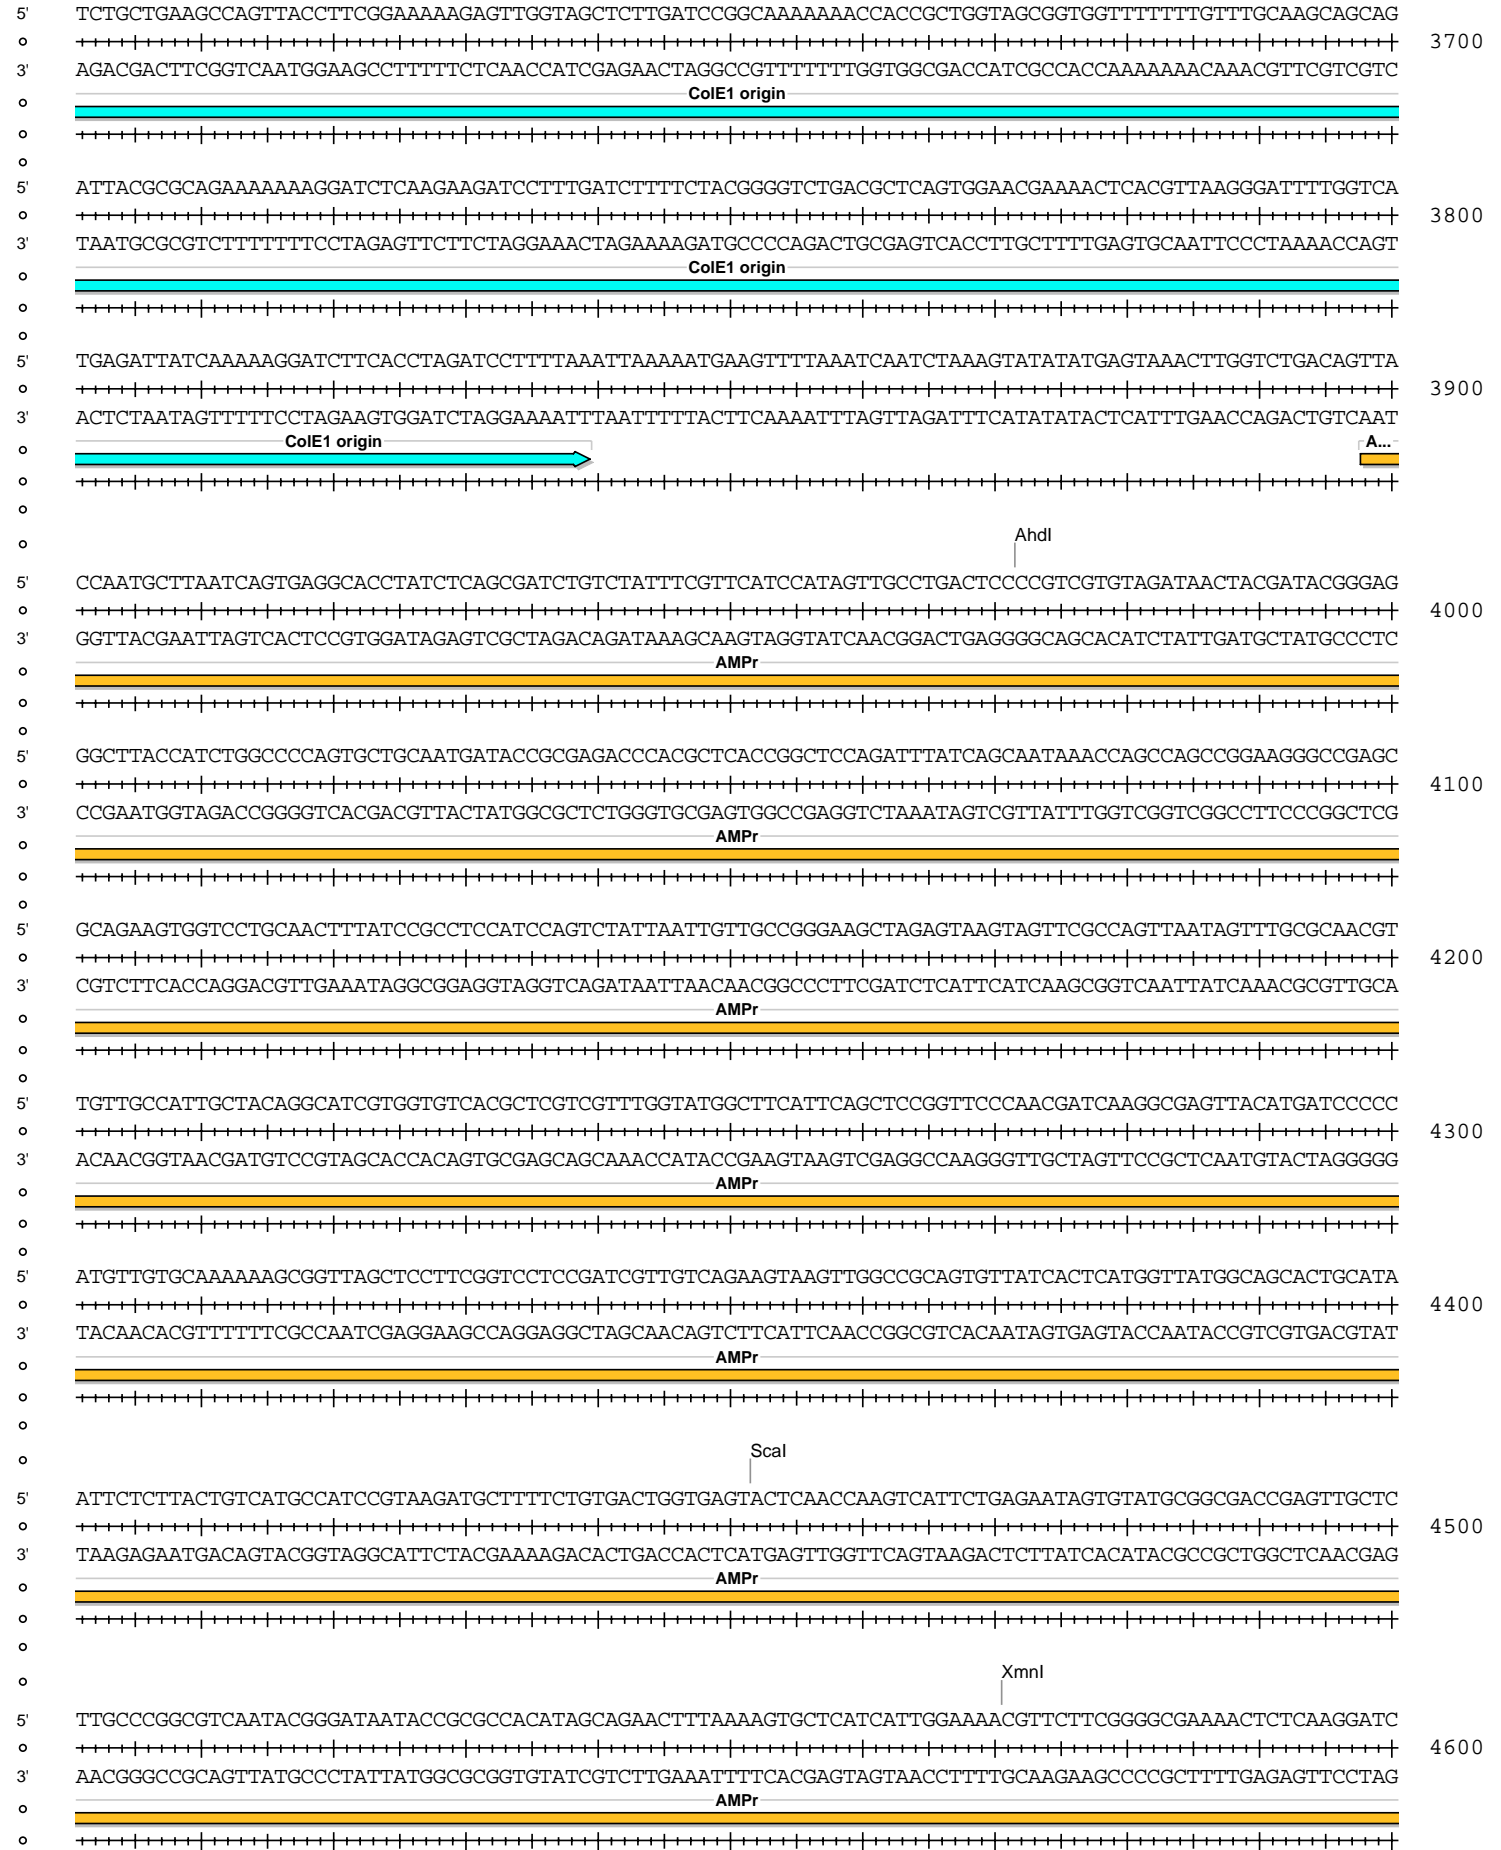 5' TCTGCTGAAGCCAGTTACCTTCGGAAAAAGAGTTGGTAGCTCTTGATCCGGCAAAAAAACCACCGCTGGTAGCGGTGGTTTTTTTGTTTGCAAGCAGCAG
3700
3' AGACGACTTCGGTCAATGGAAGCCTTTTTCTCAACCATCGAGAACTAGGCCGTTTTTTTGGTGGCGACCATCGCCACCAAAAAAACAAACGTTCGTCGTC
ColE1 origin
5' ATTACGCGCAGAAAAAAAGGATCTCAAGAAGATCCTTTGATCTTTTCTACGGGGTCTGACGCTCAGTGGAACGAAAACTCACGTTAAGGGATTTTGGTCA
3800
3' TAATGCGCGTCTTTTTTTCCTAGAGTTCTTCTAGGAAACTAGAAAAGATGCCCCAGACTGCGAGTCACCTTGCTTTTGAGTGCAATTCCCTAAAACCAGT
ColE1 origin
5' TGAGATTATCAAAAAGGATCTTCACCTAGATCCTTTTAAATTAAAAATGAAGTTTTAAATCAATCTAAAGTATATATGAGTAAACTTGGTCTGACAGTTA
3900
3' ACTCTAATAGTTTTTCCTAGAAGTGGATCTAGGAAAATTTAATTTTTACTTCAAAATTTAGTTAGATTTCATATATACTCATTTGAACCAGACTGTCAAT
ColE1 origin A...
AhdI
5' CCAATGCTTAATCAGTGAGGCACCTATCTCAGCGATCTGTCTATTTCGTTCATCCATAGTTGCCTGACTCCCCGTCGTGTAGATAACTACGATACGGGAG
4000
3' GGTTACGAATTAGTCACTCCGTGGATAGAGTCGCTAGACAGATAAAGCAAGTAGGTATCAACGGACTGAGGGGCAGCACATCTATTGATGCTATGCCCTC
AMPr
5' GGCTTACCATCTGGCCCCAGTGCTGCAATGATACCGCGAGACCCACGCTCACCGGCTCCAGATTTATCAGCAATAAACCAGCCAGCCGGAAGGGCCGAGC
4100
3' CCGAATGGTAGACCGGGGTCACGACGTTACTATGGCGCTCTGGGTGCGAGTGGCCGAGGTCTAAATAGTCGTTATTTGGTCGGTCGGCCTTCCCGGCTCG
AMPr
5' GCAGAAGTGGTCCTGCAACTTTATCCGCCTCCATCCAGTCTATTAATTGTTGCCGGGAAGCTAGAGTAAGTAGTTCGCCAGTTAATAGTTTGCGCAACGT
4200
3' CGTCTTCACCAGGACGTTGAAATAGGCGGAGGTAGGTCAGATAATTAACAACGGCCCTTCGATCTCATTCATCAAGCGGTCAATTATCAAACGCGTTGCA
AMPr
5' TGTTGCCATTGCTACAGGCATCGTGGTGTCACGCTCGTCGTTTGGTATGGCTTCATTCAGCTCCGGTTCCCAACGATCAAGGCGAGTTACATGATCCCCC
4300
3' ACAACGGTAACGATGTCCGTAGCACCACAGTGCGAGCAGCAAACCATACCGAAGTAAGTCGAGGCCAAGGGTTGCTAGTTCCGCTCAATGTACTAGGGGG
AMPr
5' ATGTTGTGCAAAAAAGCGGTTAGCTCCTTCGGTCCTCCGATCGTTGTCAGAAGTAAGTTGGCCGCAGTGTTATCACTCATGGTTATGGCAGCACTGCATA
4400
3' TACAACACGTTTTTTCGCCAATCGAGGAAGCCAGGAGGCTAGCAACAGTCTTCATTCAACCGGCGTCACAATAGTGAGTACCAATACCGTCGTGACGTAT
AMPr
ScaI
5' ATTCTCTTACTGTCATGCCATCCGTAAGATGCTTTTCTGTGACTGGTGAGTACTCAACCAAGTCATTCTGAGAATAGTGTATGCGGCGACCGAGTTGCTC
4500
3' TAAGAGAATGACAGTACGGTAGGCATTCTACGAAAAGACACTGACCACTCATGAGTTGGTTCAGTAAGACTCTTATCACATACGCCGCTGGCTCAACGAG
AMPr
XmnI
5' TTGCCCGGCGTCAATACGGGATAATACCGCGCCACATAGCAGAACTTTAAAAGTGCTCATCATTGGAAAACGTTCTTCGGGGCGAAAACTCTCAAGGATC
4600
3' AACGGGCCGCAGTTATGCCCTATTATGGCGCGGTGTATCGTCTTGAAATTTTCACGAGTAGTAACCTTTTGCAAGAAGCCCCGCTTTTGAGAGTTCCTAG
AMPr